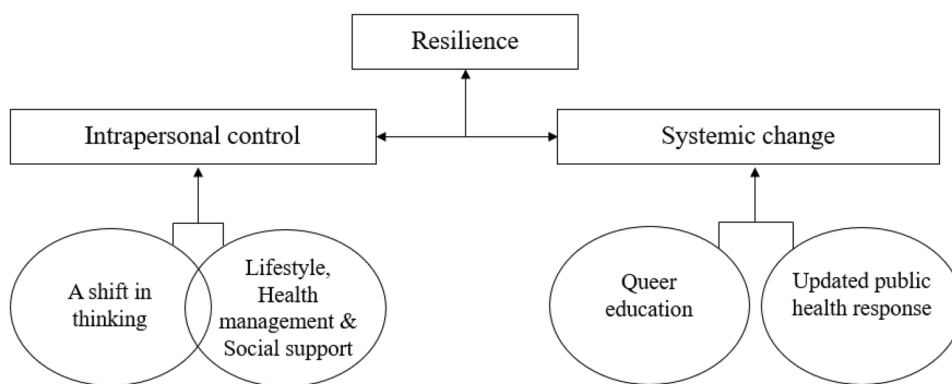 Resilience
Intrapersonal control
Systemic change
A shift in
thinking
Lifestyle,
Health
management &
Social support
Queer
education
Updated public
health response